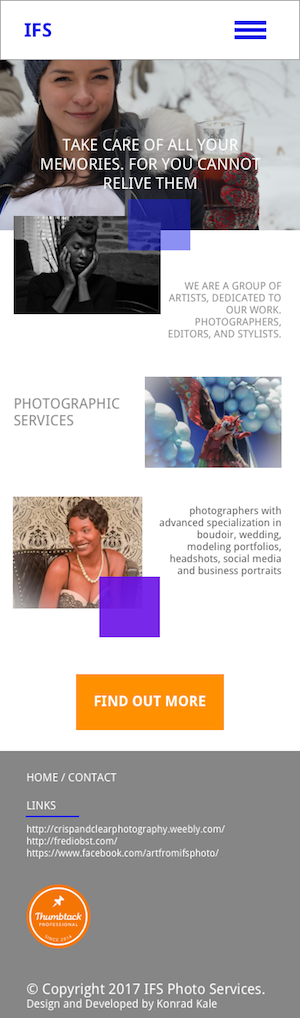 IFS
TAKE CARE OF ALL YOUR
MEMORIES. FOR YOU CANNOT
RELIVE THEM
WE ARE A GROUP OF
ARTISTS, DEDICATED TO
OUR WORK.
PHOTOGRAPHERS,
EDITORS, AND STYLISTS.
PHOTOGRAPHIC
SERVICES
photographers with
advanced specialization in
boudoir, wedding,
modeling portfolios,
headshots, social media
and business portraits
FIND OUT MORE
HOME / CONTACT
LINKS
http://crispandclearphotography.weebly.com/
http://frediobst.com/
https://www.facebook.com/artfromifsphoto/
Thumbtack
PROFESSIONAL
SINCE 2014
© Copyright 2017 IFS Photo Services.
Design and Developed by Konrad Kale